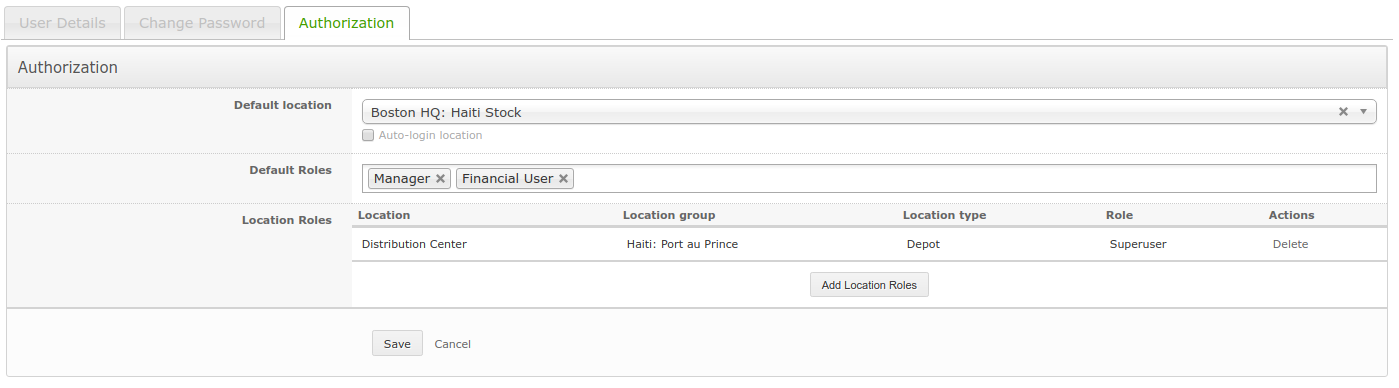 User Details Change Password Authorization
Authorization
Default location Boston HQ: Haiti Stock
Auto-login location
Default Roles Manager Financial User
Location Roles Location Location group Location type Role Actions
Distribution Center Haiti: Port au Prince Depot Superuser Delete
Add Location Roles
Save Cancel